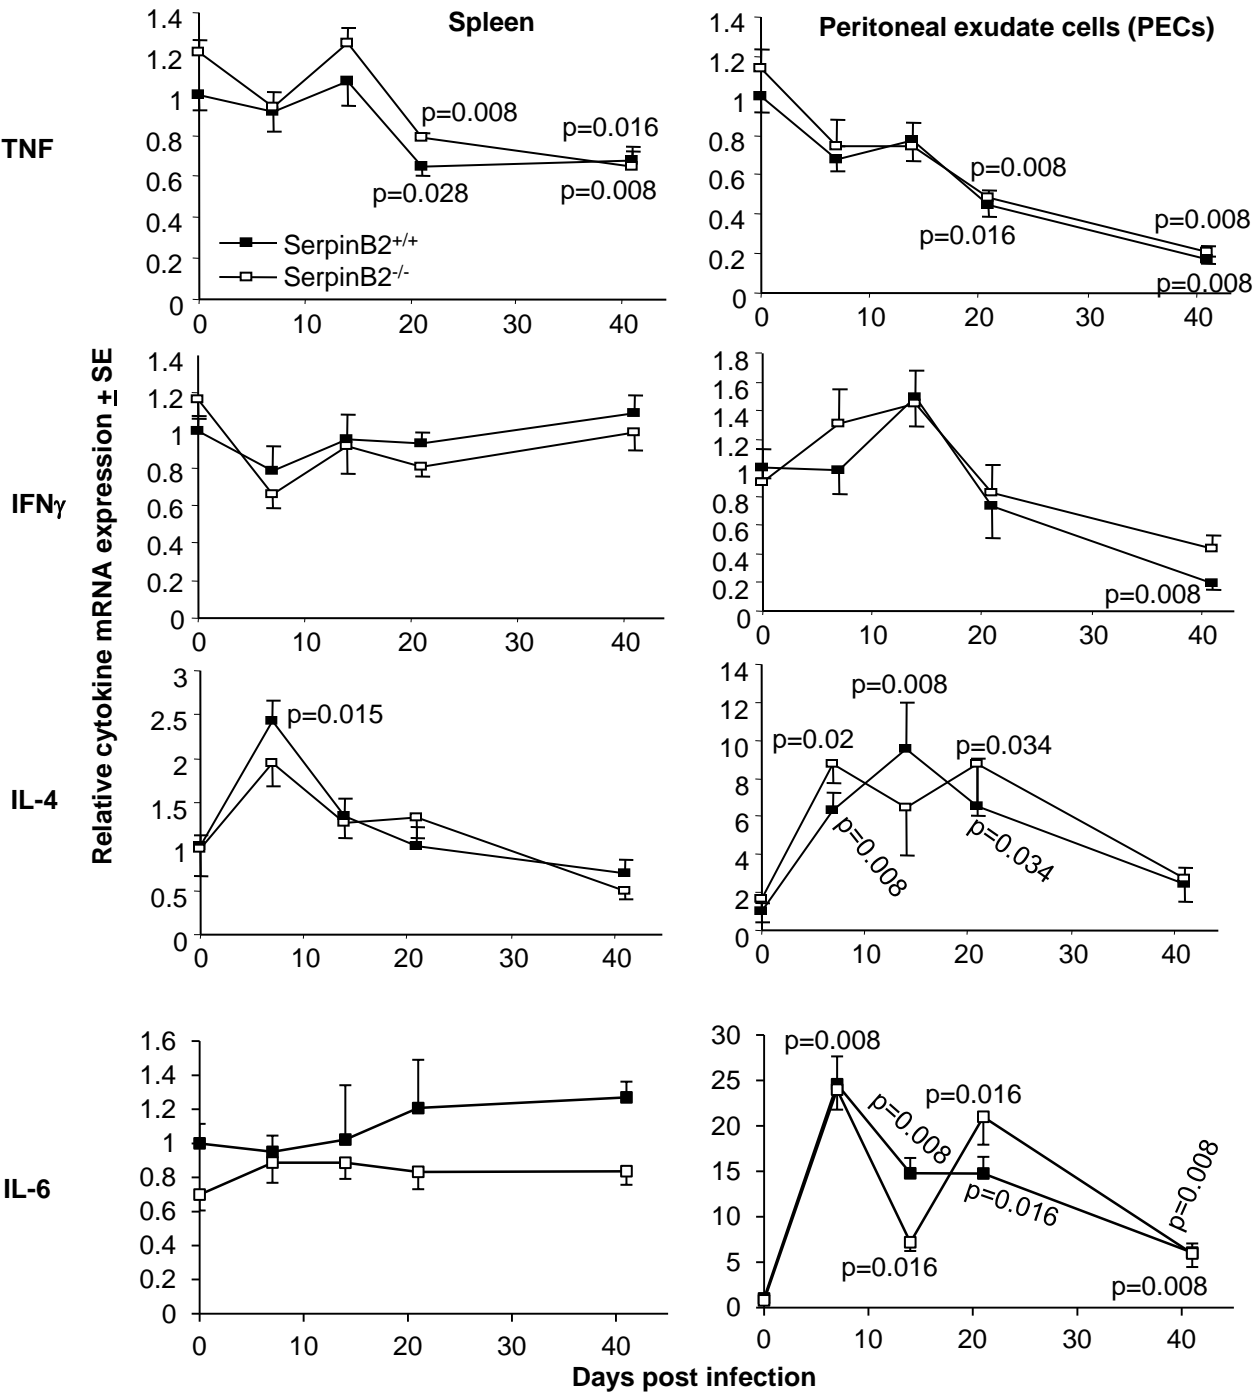 Spleen
Peritoneal exudate cells (PECs)
TNF
1.4
1.2
1
0.8
0.6
0.4
0.2
0
p=0.008
p=0.016
p=0.028
p=0.008
SerpinB2+/+
SerpinB2-/-
0 10 20 30 40
1.4
1.2
1
0.8
0.6
0.4
0.2
0
p=0.008
p=0.016
p=0.008
p=0.008
0 10 20 30 40
Relative cytokine mRNA expression ± SE
IFNγ
1.4
1.2
1
0.8
0.6
0.4
0.2
0
0 10 20 30 40
1.8
1.6
1.4
1.2
1
0.8
0.6
0.4
0.2
0
p=0.008
0 10 20 30 40
IL-4
3
2.5
2
1.5
1
0.5
0
p=0.015
0 10 20 30 40
14
12
10
8
6
4
2
0
p=0.008
p=0.02
p=0.034
p=0.008
p=0.034
0 10 20 30 40
IL-6
1.6
1.4
1.2
1
0.8
0.6
0.4
0.2
0
0 10 20 30 40
30
25
20
15
10
5
0
p=0.008
p=0.008
p=0.016
p=0.016
p=0.016
p=0.008
p=0.008
0 10 20 30 40
Days post infection